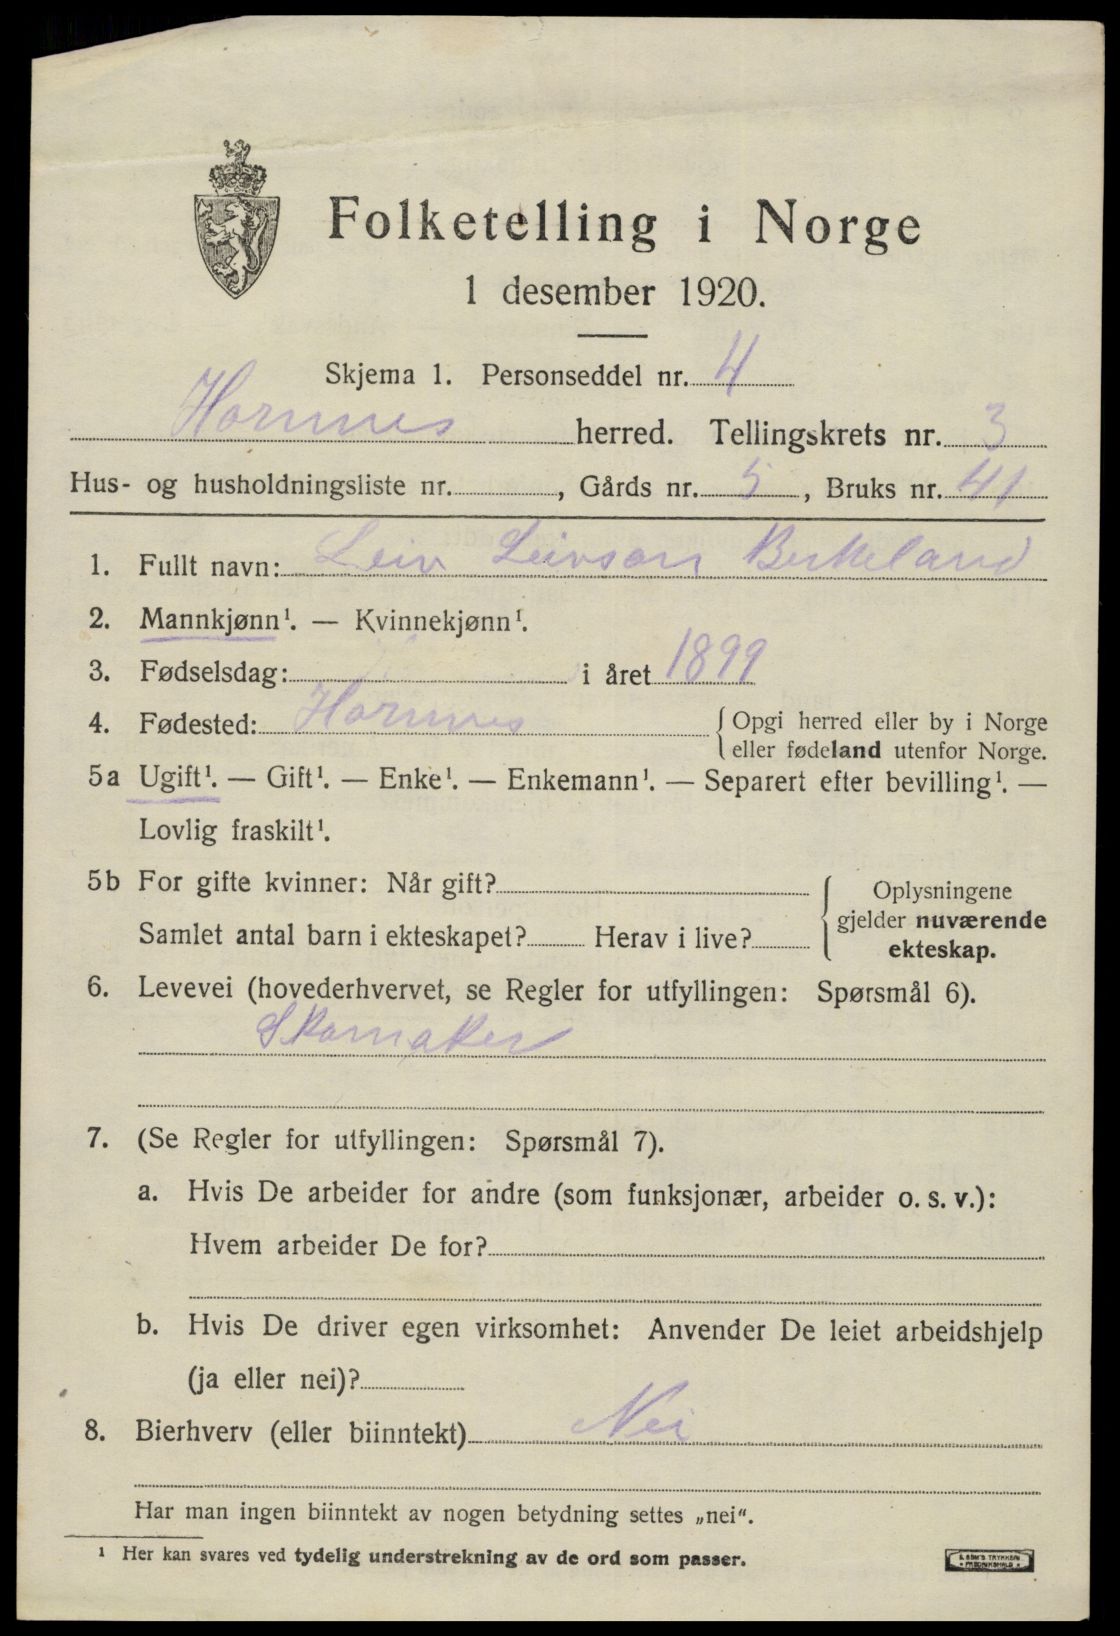 Folketelling i Norge
1 desember 1920.
Skjema 1. Personseddel nr. 4
Hornnes herred. Tellingskrets nr. 3
Hus- og husholdningsliste nr. , Gårds nr. 5, Bruks nr. 41
1. Fullt navn: Leiv Leivson Birkeland
2. Mannkjønn¹. — Kvinnekjønn¹.
3. Fødselsdag: i året 1899
4. Fødested: Hornnes { Opgi herred eller by i Norge
eller fødeland utenfor Norge.
5a Ugift¹. — Gift¹. — Enke¹. — Enkemann¹. — Separert efter bevilling¹. —
Lovlig fraskilt¹.
5b For gifte kvinner: Når gift? { Oplysningene
gjelder nuværende
Samlet antal barn i ekteskapet? Herav i live? ekteskap.
6. Levevei (hovederhvervet, se Regler for utfyllingen: Spørsmål 6).
Skomaker
7. (Se Regler for utfyllingen: Spørsmål 7).
a. Hvis De arbeider for andre (som funksjonær, arbeider o. s. v.):
Hvem arbeider De for?
b. Hvis De driver egen virksomhet: Anvender De leiet arbeidshjelp
(ja eller nei)?
8. Bierhverv (eller biinntekt) Nei
Har man ingen biinntekt av nogen betydning settes „nei".
¹ Her kan svares ved tydelig understrekning av de ord som passer.
TRYKKERI
FREDRIKSHALD